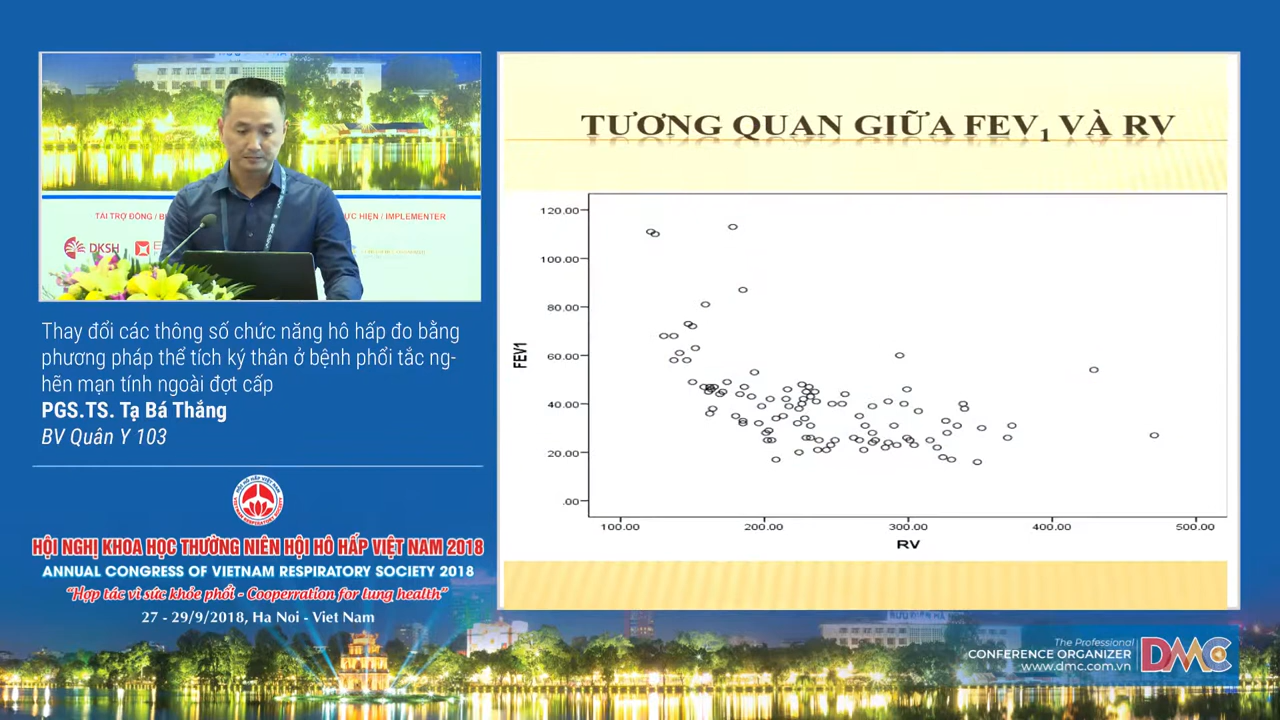 TÀI TRỢ ĐỒNG /
ỰC HIỆN / IMPLEMENTER
DKSH
Thay đổi các thông số chức năng hô hấp đo bằng
phương pháp thể tích ký thân ở bệnh phổi tắc ng-
hẽn mạn tính ngoài đợt cấp
PGS.TS. Tạ Bá Thắng
BV Quân Y 103
HỘI HÔ HẤP VIỆT NAM
HỘI NGHỊ KHOA HỌC THƯỜNG NIÊN HỘI HÔ HẤP VIỆT NAM 2018
ANNUAL CONGRESS OF VIETNAM RESPIRATORY SOCIETY 2018
"Hợp tác vì sức khỏe phổi - Cooperration for lung health"
27 - 29/9/2018, Ha Noi - Viet Nam
TƯƠNG QUAN GIỮA FEV₁ VÀ RV
120.00
100.00
80.00
60.00
40.00
20.00
.00
FEV1
100.00 200.00 300.00 400.00 500.00
RV
The Professional
CONFERENCE ORGANIZER
www.dmc.com.vn
DMC